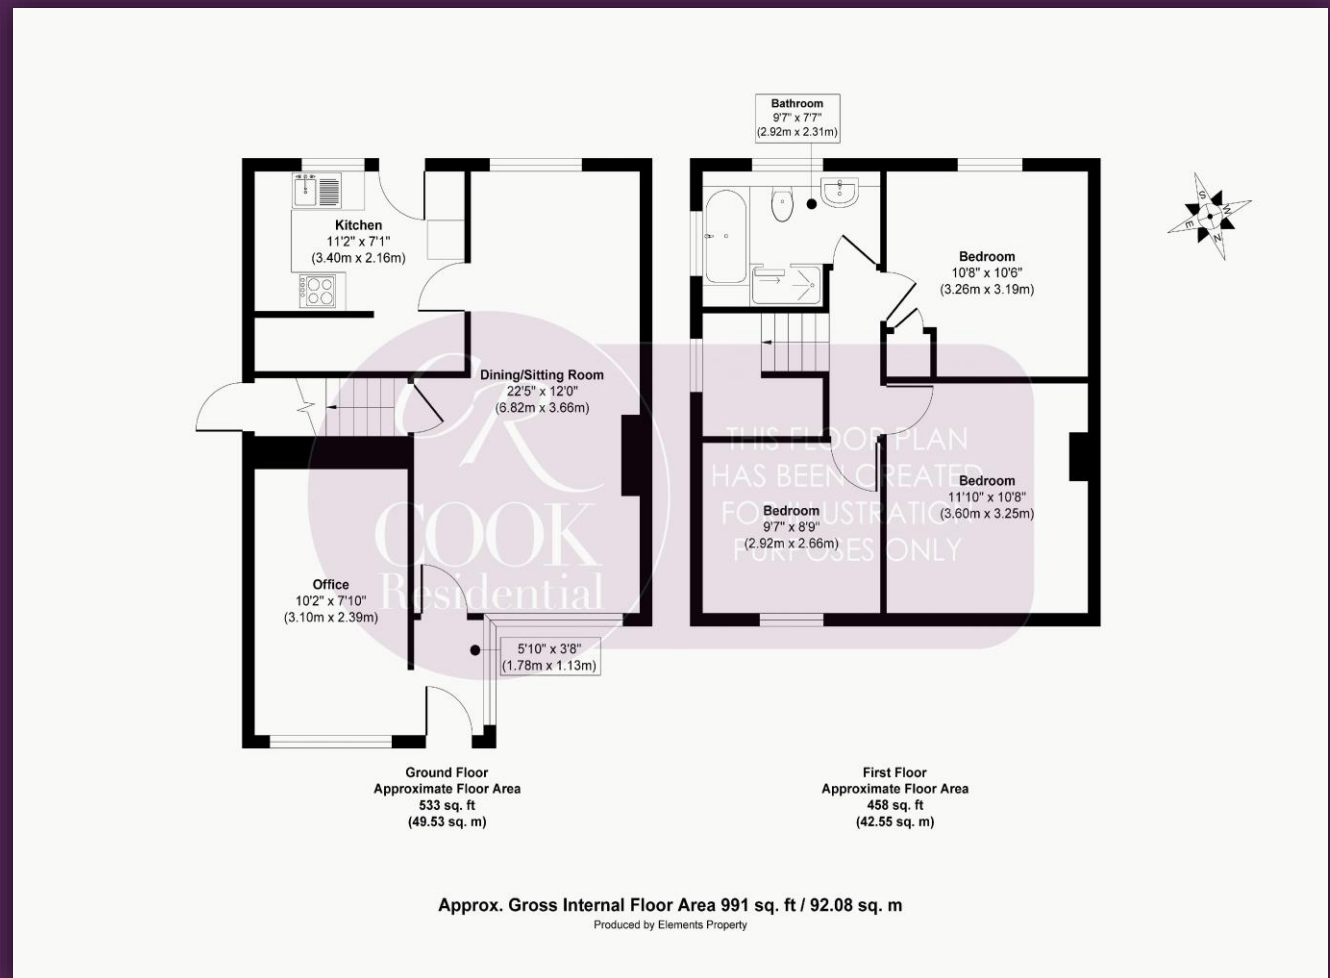 Bathroom
9'7" x 7'7"
(2.92m x 2.31m)
Kitchen
11'2" x 7'1"
(3.40m x 2.16m)
Bedroom
10'8" x 10'6"
(3.26m x 3.19m)
S
W
E
N
Dining/Sitting Room
22'5" x 12'0"
(6.82m x 3.66m)
CR
COOK
Residential
THIS FLOOR PLAN
HAS BEEN CREATED
FOR ILLUSTRATION
PURPOSES ONLY
Bedroom
11'10" x 10'8"
(3.60m x 3.25m)
Bedroom
9'7" x 8'9"
(2.92m x 2.66m)
Office
10'2" x 7'10"
(3.10m x 2.39m)
5'10" x 3'8"
(1.78m x 1.13m)
Ground Floor
Approximate Floor Area
533 sq. ft
(49.53 sq. m)
First Floor
Approximate Floor Area
458 sq. ft
(42.55 sq. m)
Approx. Gross Internal Floor Area 991 sq. ft / 92.08 sq. m
Produced by Elements Property